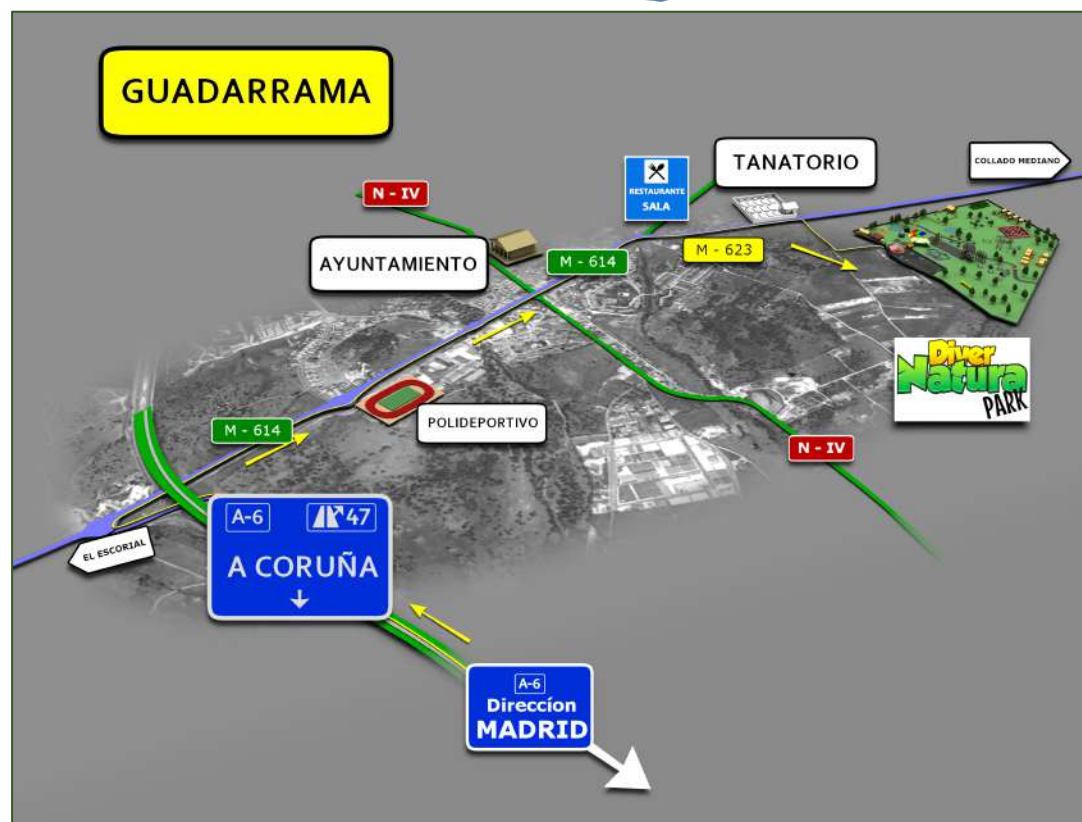 GUADARRAMA
TANATORIO
COLLADO MEDIANO
RESTAURANTE
SALA
N - IV
AYUNTAMIENTO
M - 614
M - 623
Diver
Natura
PARK
POLIDEPORTIVO
M - 614
N - IV
A-6 47
A CORUÑA
EL ESCORIAL
A-6
Direccíon
MADRID